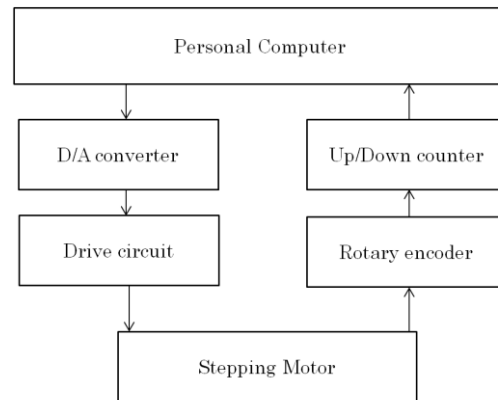 Personal Computer
D/A converter
Up/Down counter
Drive circuit
Rotary encoder
Stepping Motor